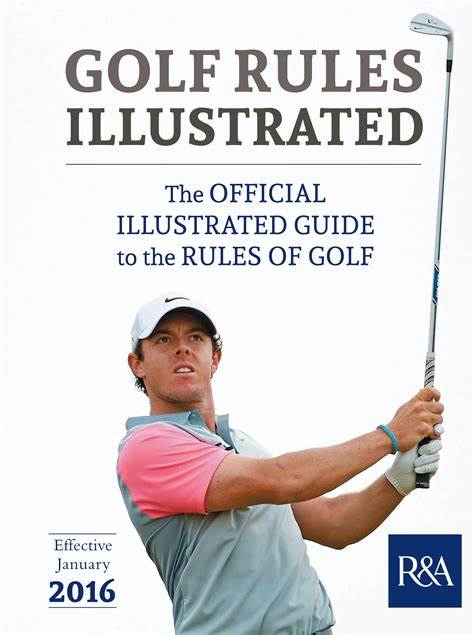 GOLF RULES
ILLUSTRATED
The OFFICIAL
ILLUSTRATED GUIDE
to the RULES OF GOLF
Effective
January
2016
R&A